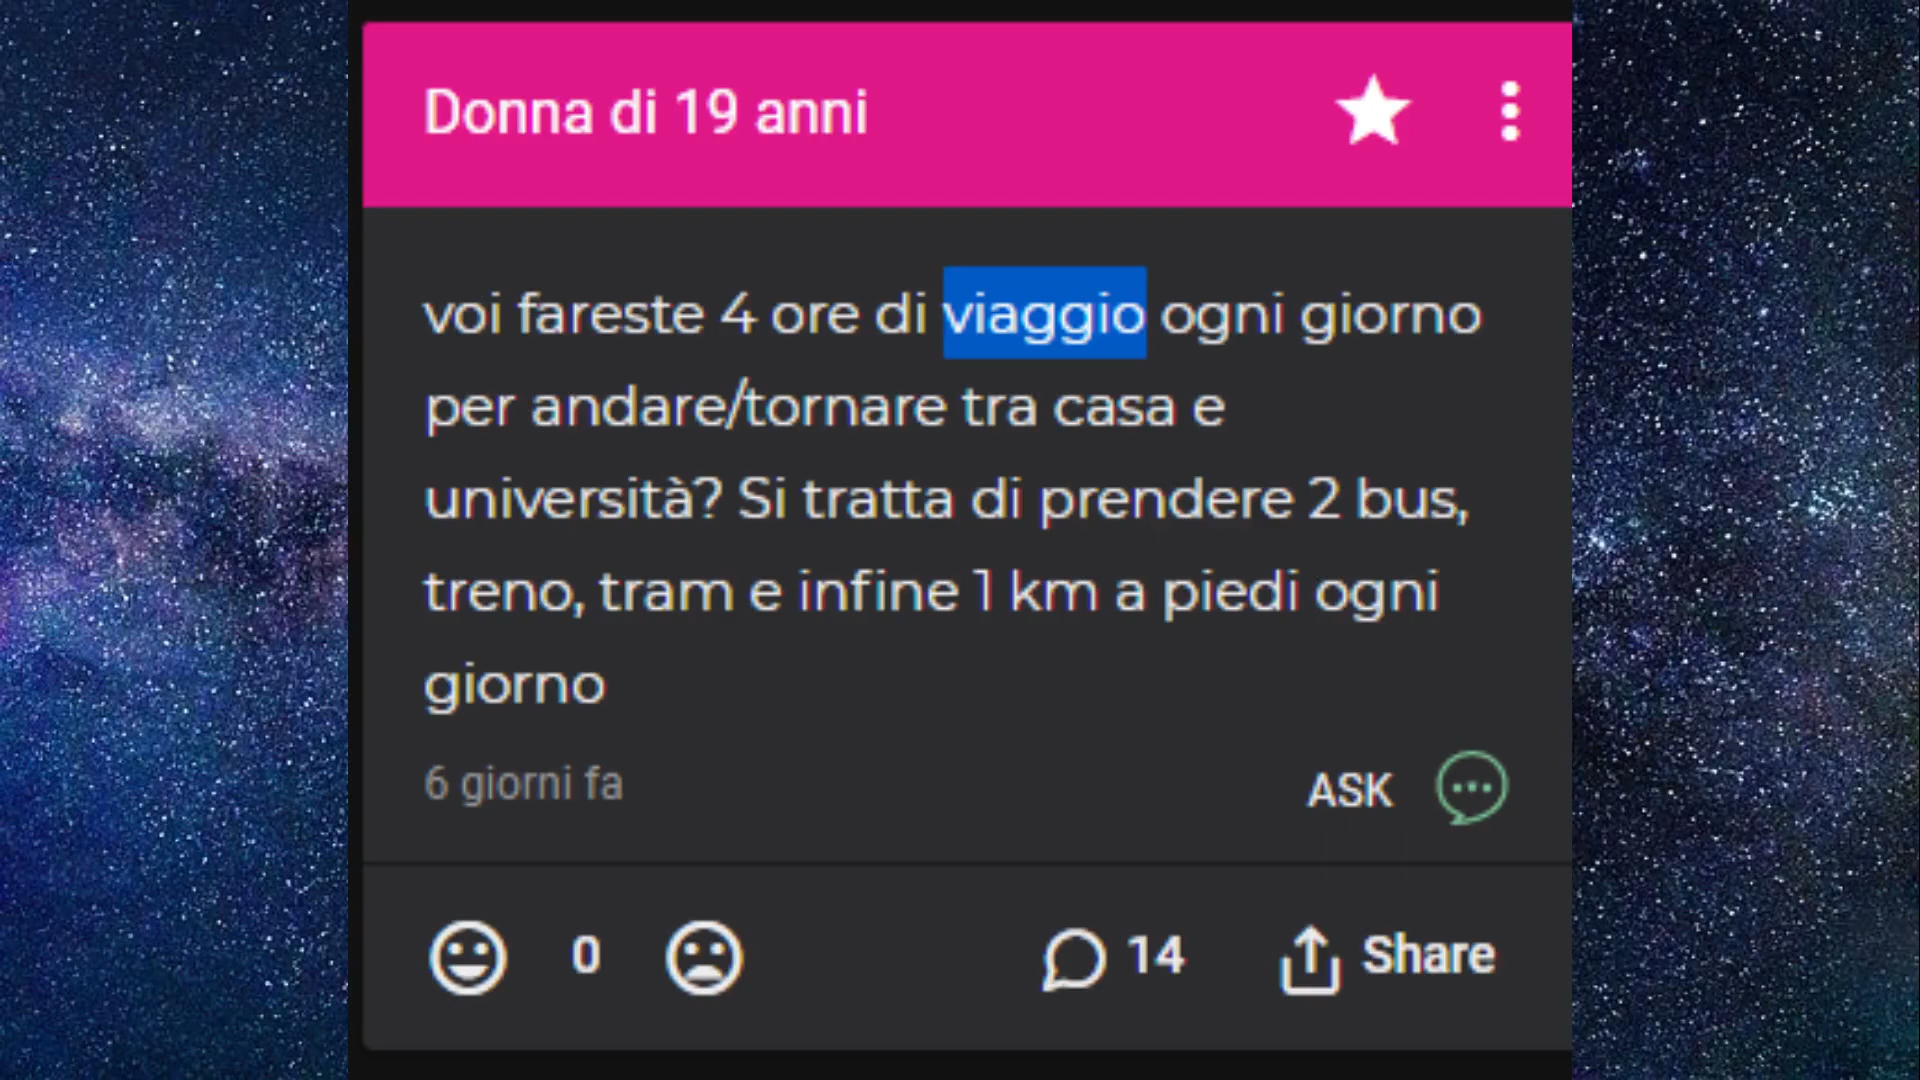 Donna di 19 anni
voi fareste 4 ore di viaggio ogni giorno
per andare/tornare tra casa e
università? Si tratta di prendere 2 bus,
treno, tram e infine 1 km a piedi ogni
giorno
6 giorni fa
ASK
0
14
Share